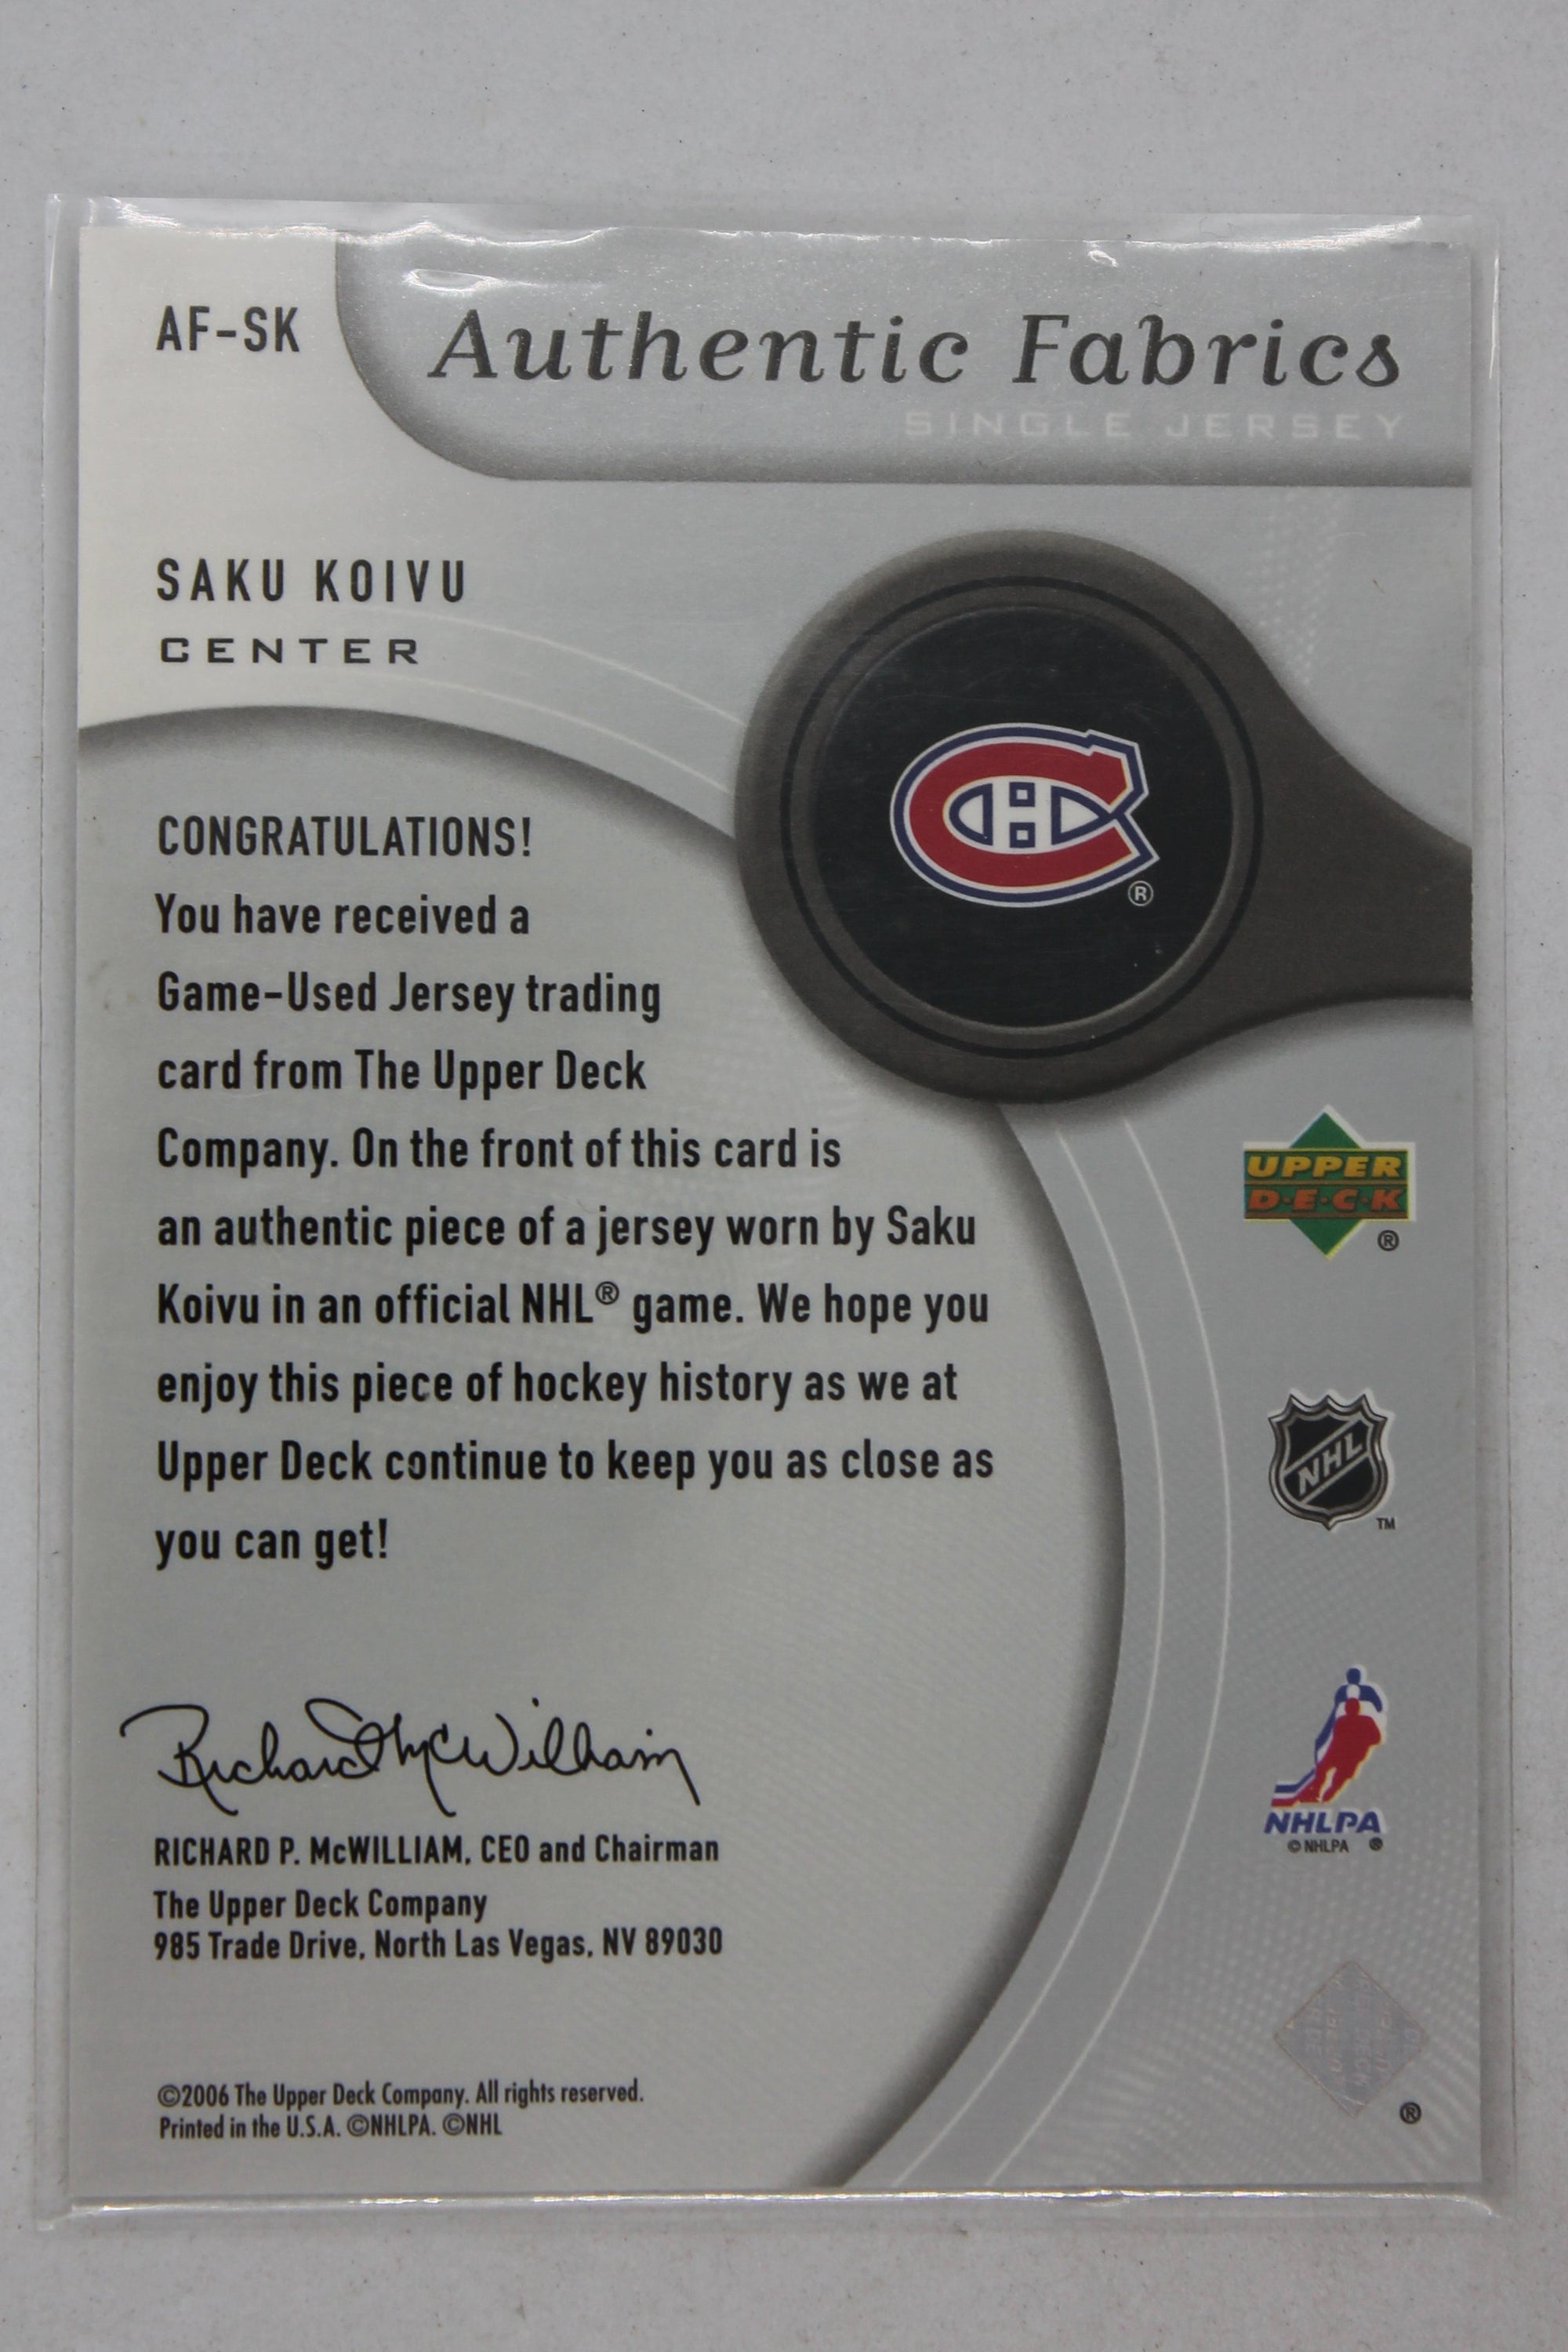 AF-SK
Authentic Fabrics
SINGLE JERSEY
SAKU KOIVU
CENTER
CONGRATULATIONS!
You have received a
Game-Used Jersey trading
card from The Upper Deck
Company. On the front of this card is
an authentic piece of a jersey worn by Saku
Koivu in an official NHL® game. We hope you
enjoy this piece of hockey history as we at
Upper Deck continue to keep you as close as
you can get!
CH
®
UPPER
D·E·C·K
®
NHL
TM
NHLPA
© NHLPA ®
Richard McWilliam
RICHARD P. McWILLIAM, CEO and Chairman
The Upper Deck Company
985 Trade Drive, North Las Vegas, NV 89030
©2006 The Upper Deck Company. All rights reserved.
Printed in the U.S.A. ©NHLPA. ©NHL
®